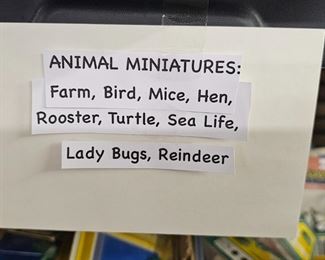 ANIMAL MINIATURES:
Farm, Bird, Mice, Hen,
Rooster, Turtle, Sea Life,
Lady Bugs, Reindeer